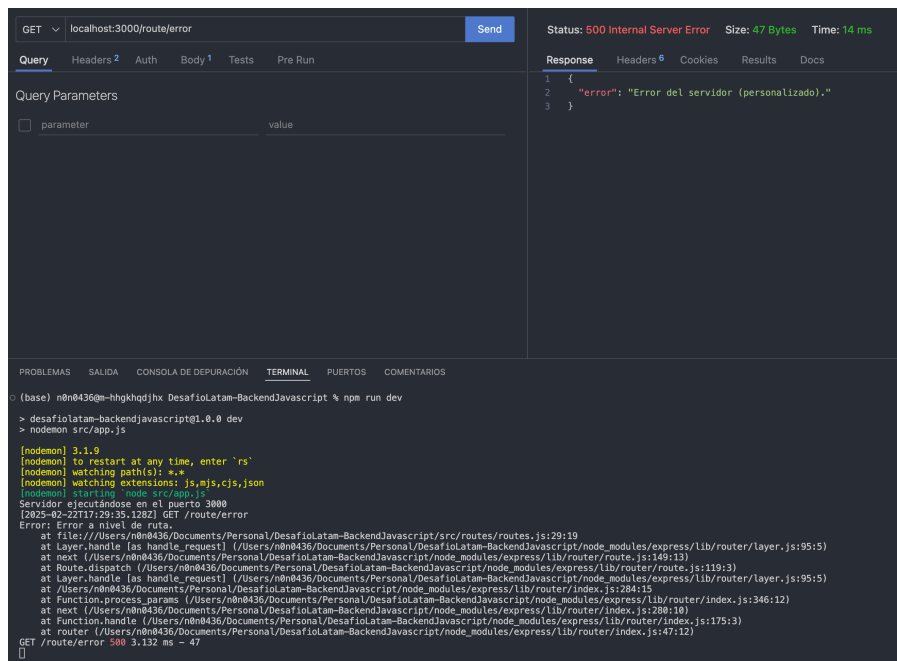 GET localhost:3000/route/error Send
Query Headers 2 Auth Body 1 Tests Pre Run
Query Parameters
parameter value
Status: 500 Internal Server Error Size: 47 Bytes Time: 14 ms
Response Headers 6 Cookies Results Docs
1 {
2 "error": "Error del servidor (personalizado)."
3 }
PROBLEMAS SALIDA CONSOLA DE DEPURACIÓN TERMINAL PUERTOS COMENTARIOS
(base) n0n0436@m-hhgkhqdjhx DesafioLatam-BackendJavascript % npm run dev
> desafiolatam-backendjavascript@1.0.0 dev
> nodemon src/app.js
[nodemon] 3.1.9
[nodemon] to restart at any time, enter `rs`
[nodemon] watching path(s): *.*
[nodemon] watching extensions: js,mjs,cjs,json
[nodemon] starting `node src/app.js`
Servidor ejecutándose en el puerto 3000
[2025-02-22T17:29:35.128Z] GET /route/error
Error: Error a nivel de ruta.
at file:///Users/n0n0436/Documents/Personal/DesafioLatam-BackendJavascript/src/routes/routes.js:29:19
at Layer.handle [as handle_request] (/Users/n0n0436/Documents/Personal/DesafioLatam-BackendJavascript/node_modules/express/lib/router/layer.js:95:5)
at next (/Users/n0n0436/Documents/Personal/DesafioLatam-BackendJavascript/node_modules/express/lib/router/route.js:149:13)
at Route.dispatch (/Users/n0n0436/Documents/Personal/DesafioLatam-BackendJavascript/node_modules/express/lib/router/route.js:119:3)
at Layer.handle [as handle_request] (/Users/n0n0436/Documents/Personal/DesafioLatam-BackendJavascript/node_modules/express/lib/router/layer.js:95:5)
at /Users/n0n0436/Documents/Personal/DesafioLatam-BackendJavascript/node_modules/express/lib/router/index.js:284:15
at Function.process_params (/Users/n0n0436/Documents/Personal/DesafioLatam-BackendJavascript/node_modules/express/lib/router/index.js:346:12)
at next (/Users/n0n0436/Documents/Personal/DesafioLatam-BackendJavascript/node_modules/express/lib/router/index.js:280:10)
at Function.handle (/Users/n0n0436/Documents/Personal/DesafioLatam-BackendJavascript/node_modules/express/lib/router/index.js:175:3)
at router (/Users/n0n0436/Documents/Personal/DesafioLatam-BackendJavascript/node_modules/express/lib/router/index.js:47:12)
GET /route/error 500 3.132 ms - 47